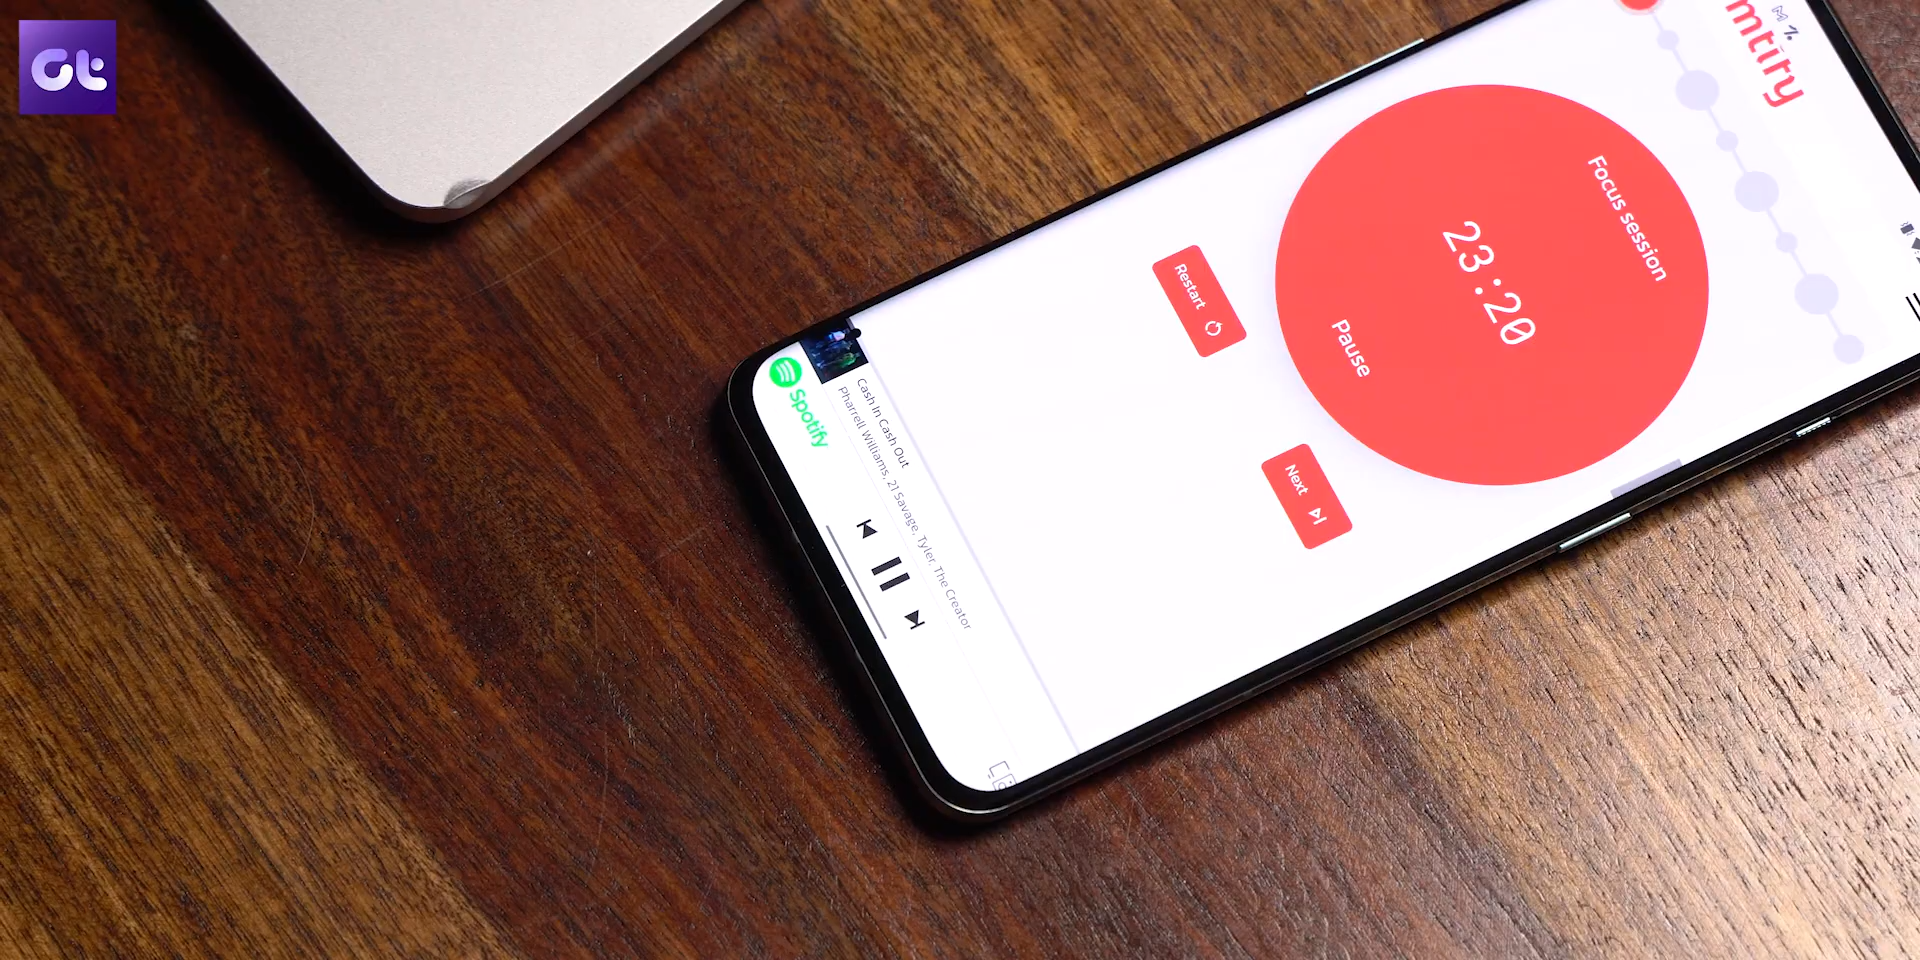 Gt
mtiry
Focus session
23:20
Pause
Restart
Next
Cash In Cash Out
Pharrell Williams, 21 Savage, Tyler, The Creator
Spotify